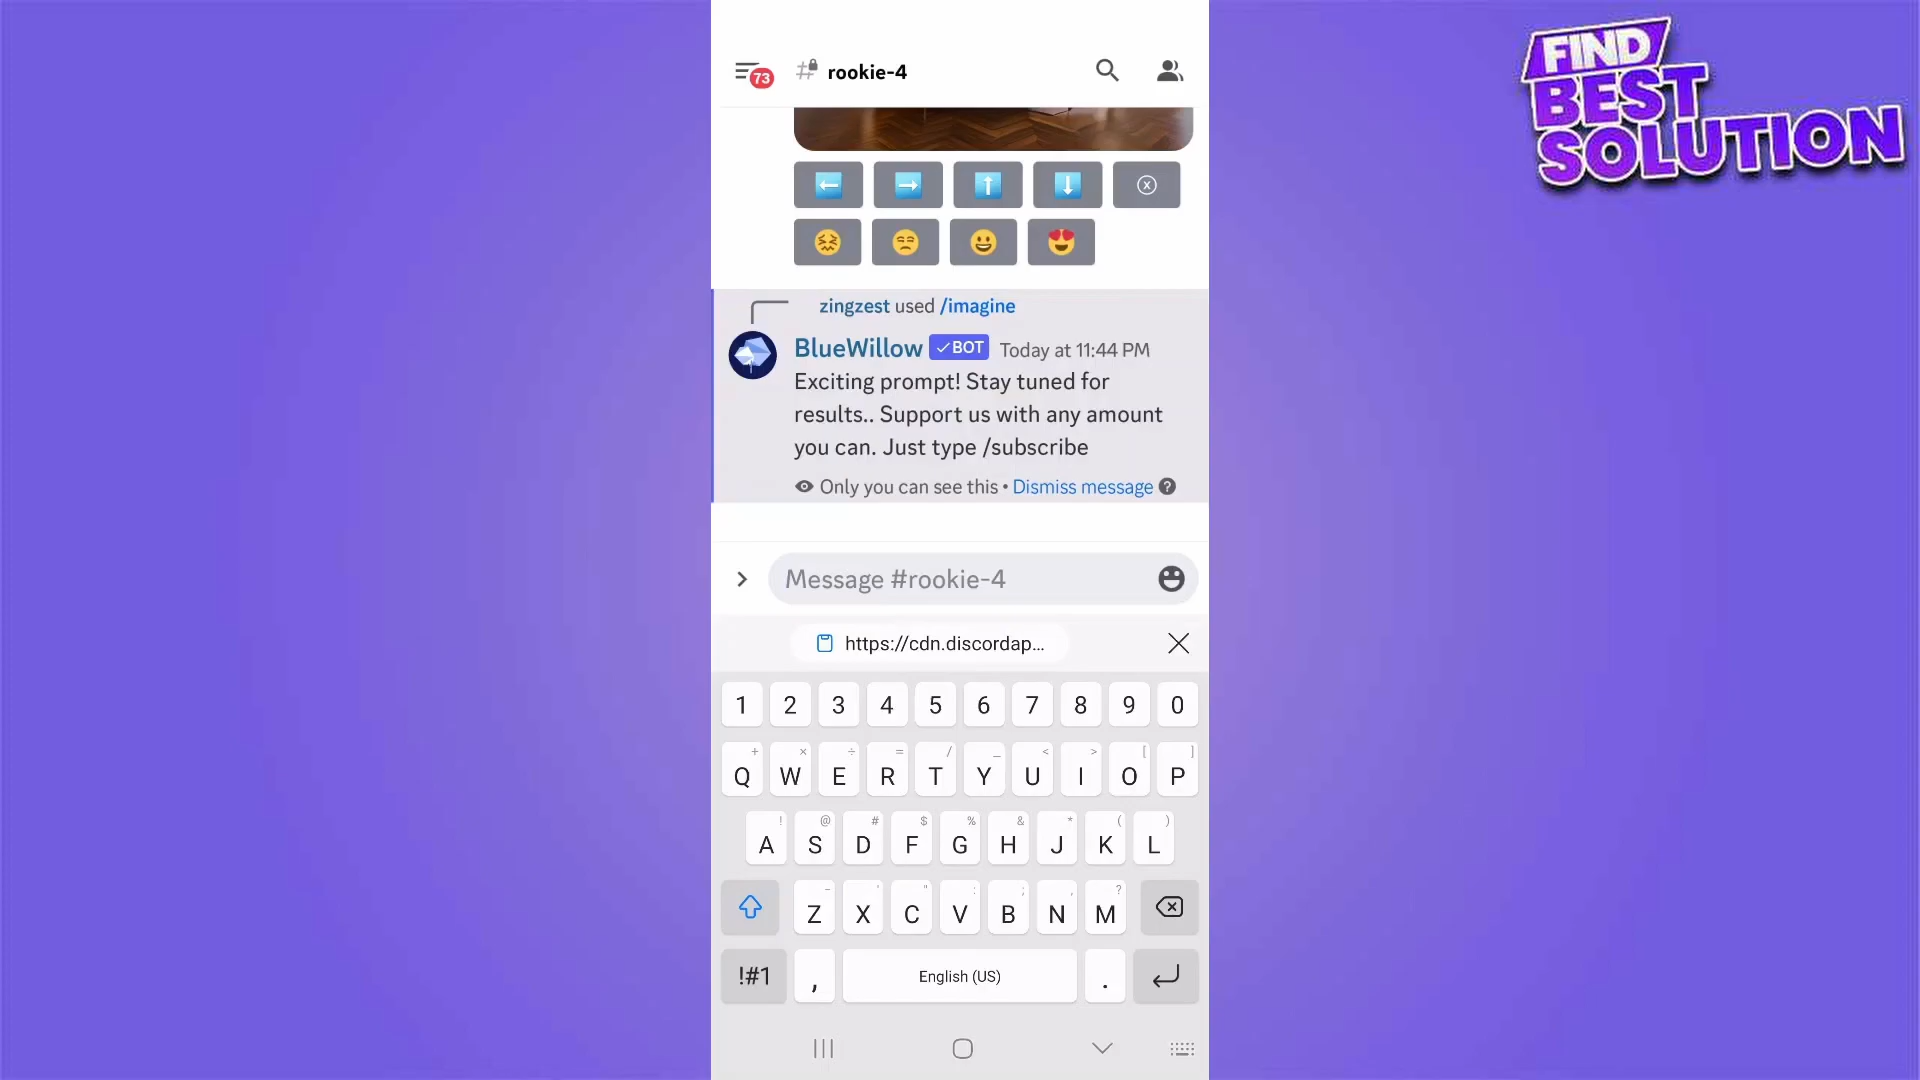 FIND
BEST
SOLUTION
73
rookie-4
zingzest used /imagine
BlueWillow ✓BOT Today at 11:44 PM
Exciting prompt! Stay tuned for
results.. Support us with any amount
you can. Just type /subscribe
Only you can see this • Dismiss message ?
Message #rookie-4
https://cdn.discordap...
1 2 3 4 5 6 7 8 9 0
+ × ÷ = / _ < > [ ]
Q W E R T Y U I O P
! @ # $ % & * ( )
A S D F G H J K L
- ' " : ; , ?
Z X C V B N M
!#1 , English (US) .